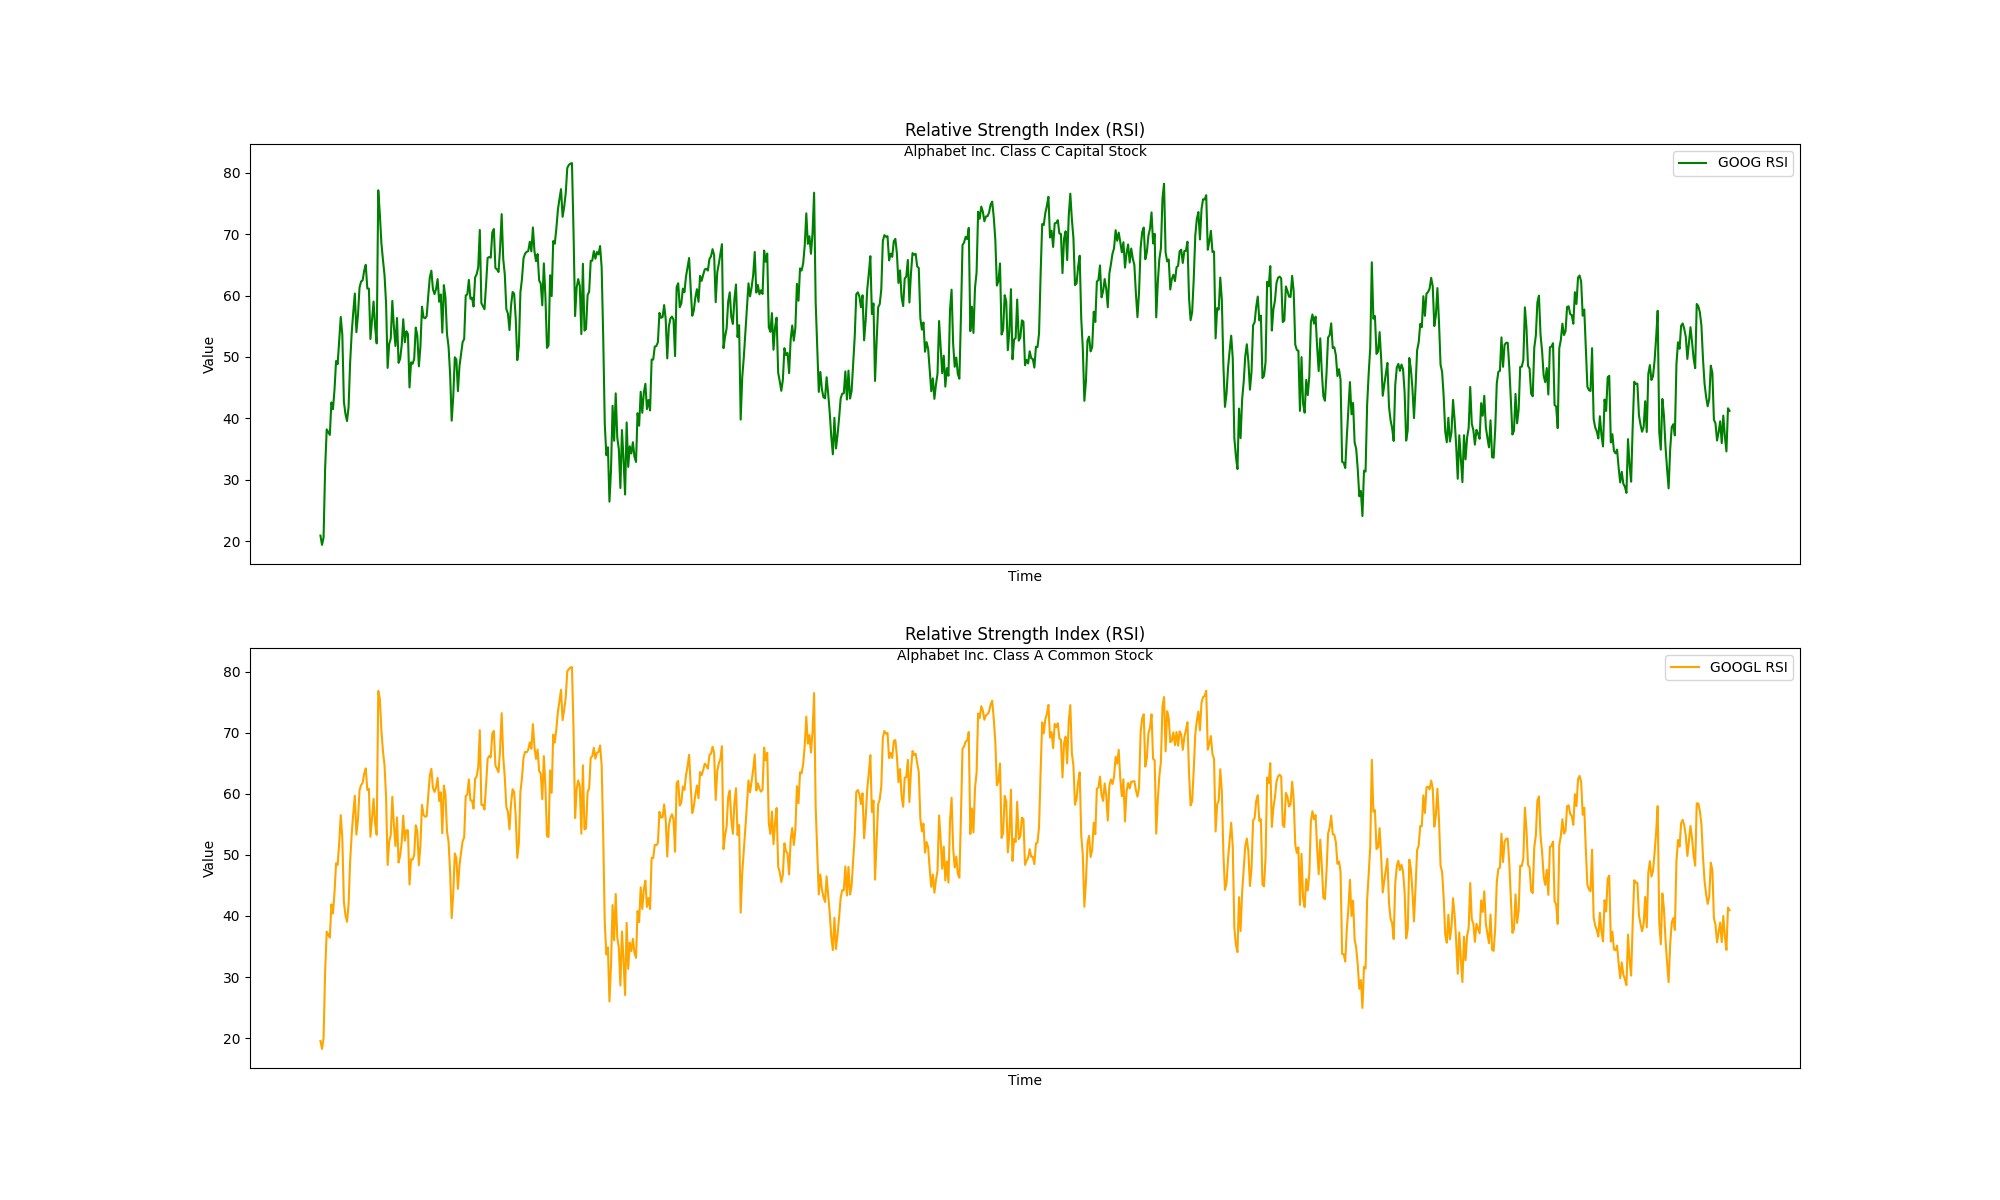 Relative Strength Index (RSI)
Alphabet Inc. Class C Capital Stock
GOOG RSI
80
70
60
50
40
30
20
Value
Time
Relative Strength Index (RSI)
Alphabet Inc. Class A Common Stock
GOOGL RSI
80
70
60
50
40
30
20
Value
Time